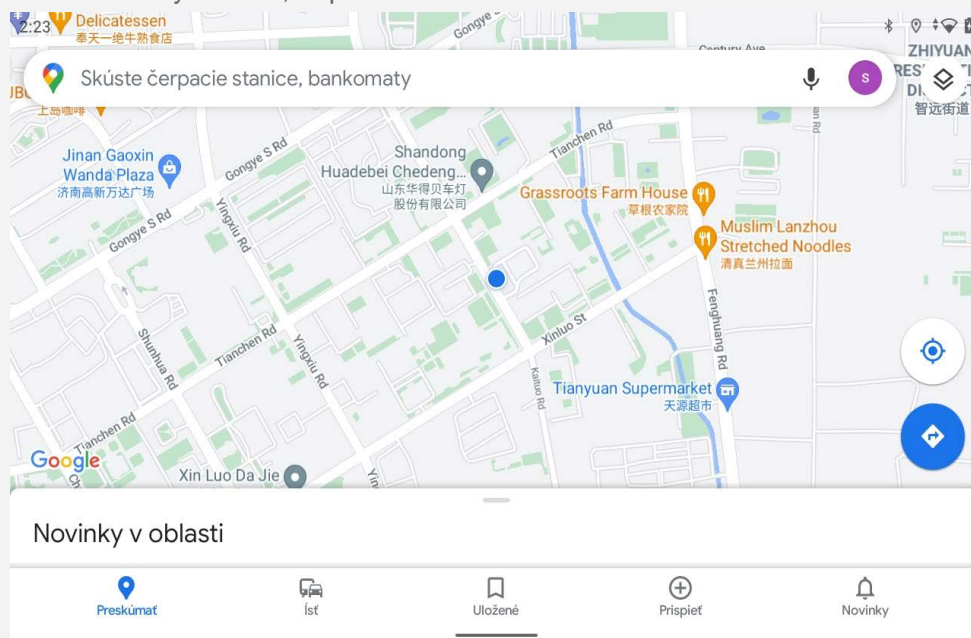 2:23
Delicatessen
奉天一绝牛熟食店
Gongye
Century Ave
ZHIYUAN
Skúste čerpacie stanice, bankomaty
S
智远街道
上岛咖啡
Jinan Gaoxin
Wanda Plaza
济南高新万达广场
Gongye S Rd
Gongye S Rd
Yingxiu Rd
Shandong
Huadebei Chedeng...
山东华得贝车灯
股份有限公司
Tianchen Rd
Grassroots Farm House
草根农家院
Muslim Lanzhou
Stretched Noodles
清真兰州拉面
Fenghuang Rd
Xinluo St
Shunhua Rd
Tianchen Rd
Yingxiu Rd
Kaituo Rd
Tianyuan Supermarket
天源超市
Tianchen Rd
Google
Xin Luo Da Jie
Novinky v oblasti
Preskúmať
Ísť
Uložené
Prispieť
Novinky